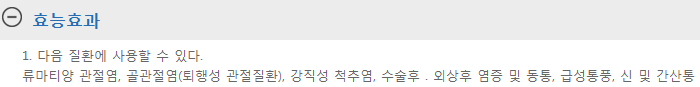 효능효과
1. 다음 질환에 사용할 수 있다.
류마티양 관절염, 골관절염(퇴행성 관절질환), 강직성 척추염, 수술후 . 외상후 염증 및 동통, 급성통풍, 신 및 간산통